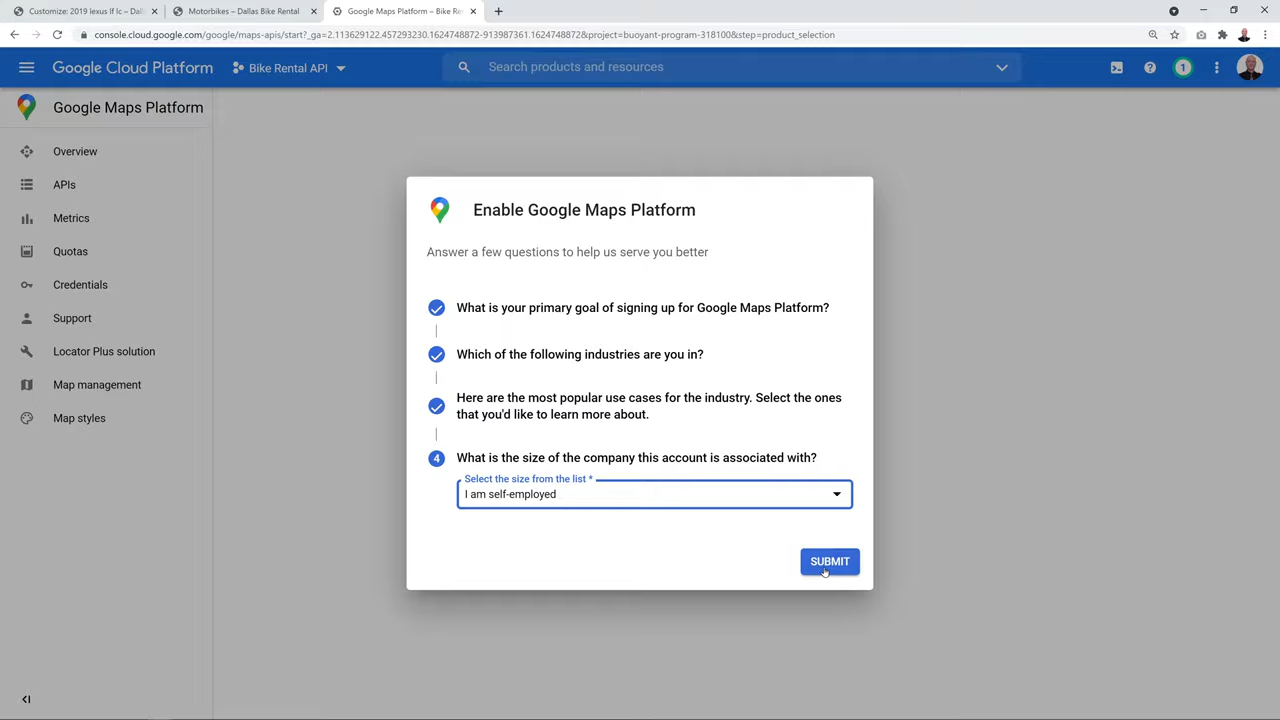 Customize: 2019 lexus lf lc – Dall
Motorbikes – Dallas Bike Rental
Google Maps Platform – Bike Re
console.cloud.google.com/google/maps-apis/start?_ga=2.113629122.457293230.1624748872-913987361.1624748872&project=buoyant-program-318100&step=product_selection
Google Cloud Platform
Bike Rental API
Search products and resources
1
Google Maps Platform
Overview
APIs
Metrics
Quotas
Credentials
Support
Locator Plus solution
Map management
Map styles
Enable Google Maps Platform
Answer a few questions to help us serve you better
What is your primary goal of signing up for Google Maps Platform?
Which of the following industries are you in?
Here are the most popular use cases for the industry. Select the ones
that you'd like to learn more about.
4 What is the size of the company this account is associated with?
Select the size from the list *
I am self-employed
SUBMIT